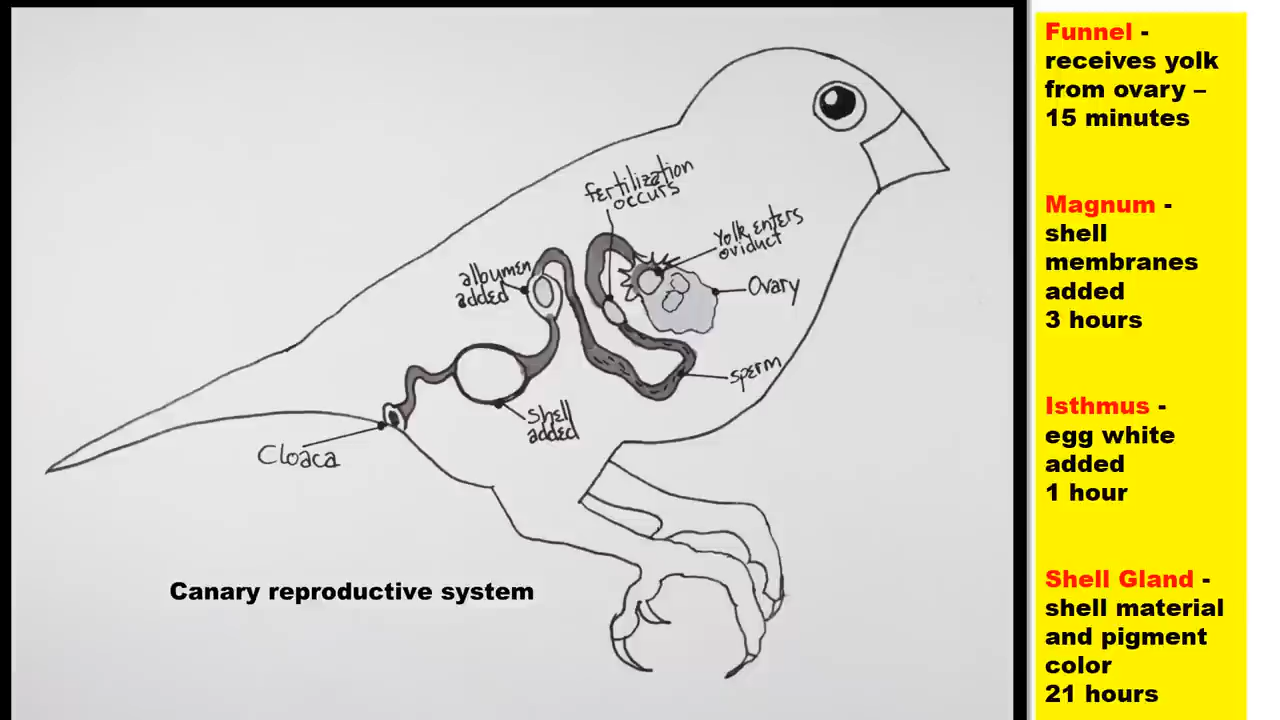 fertilization
occurs
yolk enters
oviduct
albumen
added
Ovary
sperm
shell
added
Cloaca
Canary reproductive system
Funnel -
receives yolk
from ovary –
15 minutes
Magnum -
shell
membranes
added
3 hours
Isthmus -
egg white
added
1 hour
Shell Gland -
shell material
and pigment
color
21 hours